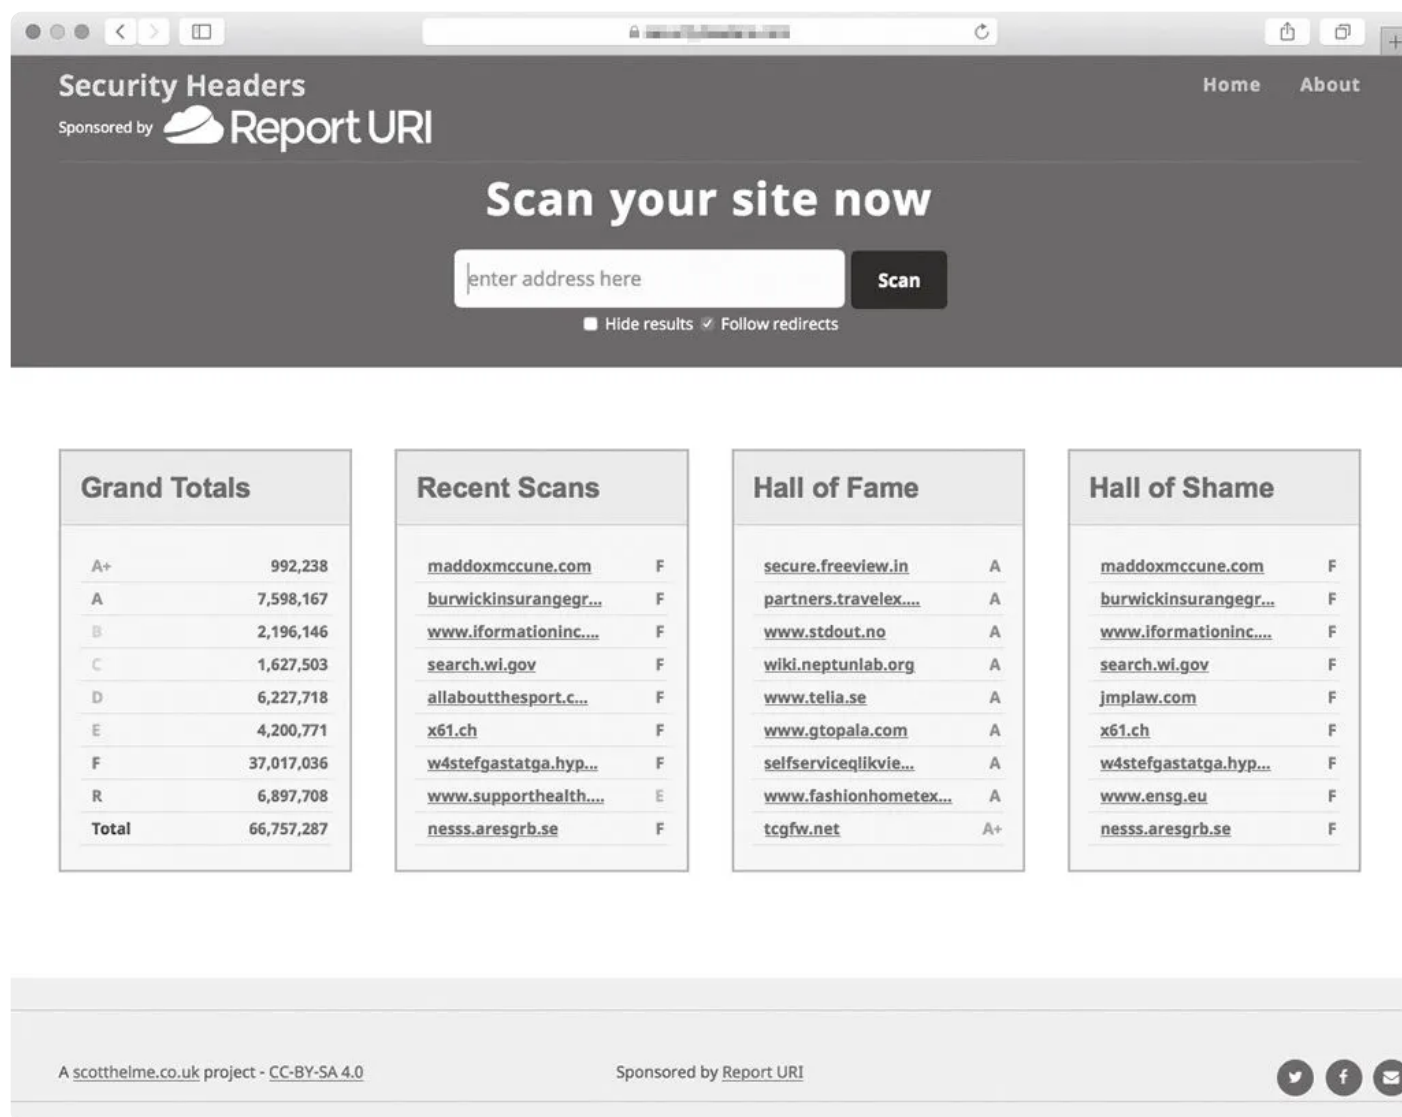 Security Headers
Home About
Sponsored by Report URI
Scan your site now
enter address here
Scan
Hide results Follow redirects
Grand Totals
A+ 992,238
A 7,598,167
B 2,196,146
C 1,627,503
D 6,227,718
E 4,200,771
F 37,017,036
R 6,897,708
Total 66,757,287
Recent Scans
maddoxmccune.com F
burwickinsurangegr... F
www.iformationinc.... F
search.wi.gov F
allaboutthesport.c... F
x61.ch F
w4stefgastatga.hyp... F
www.supporthealth.... E
nesss.aresgrb.se F
Hall of Fame
secure.freeview.in A
partners.travelex.... A
www.stdout.no A
wiki.neptunlab.org A
www.telia.se A
www.gtopala.com A
selfserviceqlikvie... A
www.fashionhometex... A
tcgfw.net A+
Hall of Shame
maddoxmccune.com F
burwickinsurangegr... F
www.iformationinc.... F
search.wi.gov F
jmplaw.com F
x61.ch F
w4stefgastatga.hyp... F
www.ensg.eu F
nesss.aresgrb.se F
A scotthelme.co.uk project - CC-BY-SA 4.0
Sponsored by Report URI